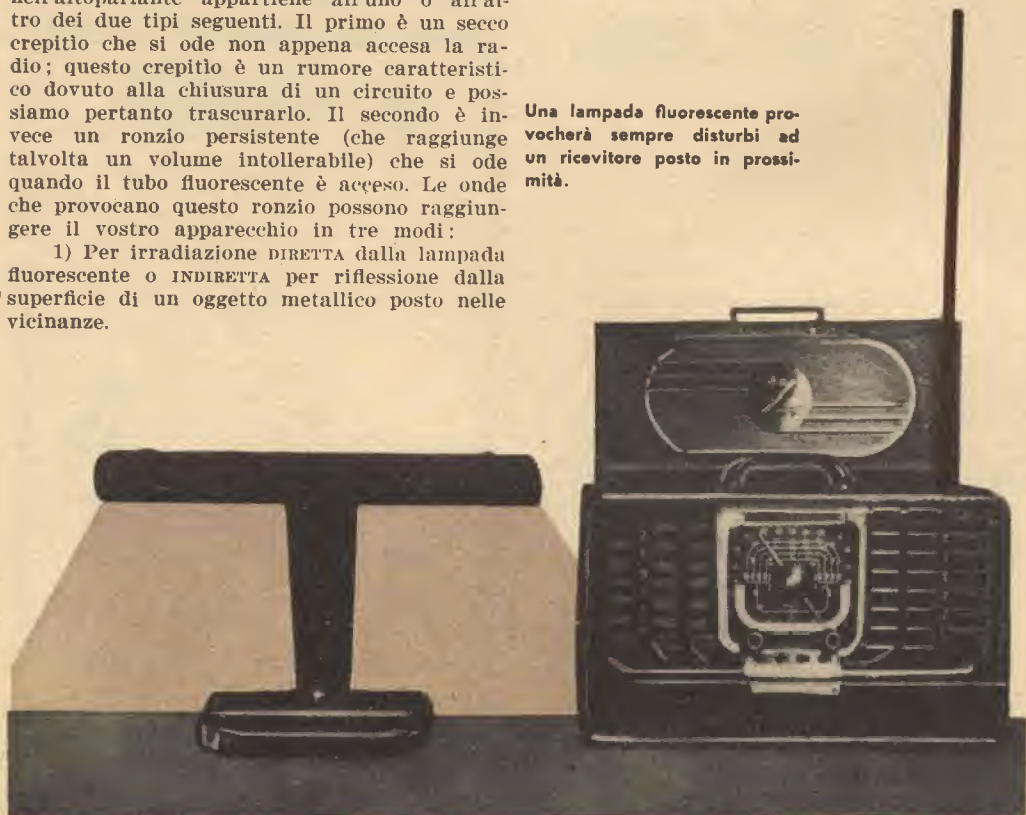 nell'altoparlante appartiene all'uno o all'al-
tro dei due tipi seguenti. Il primo è un secco
crepitìo che si ode non appena accesa la ra-
dio; questo crepitìo è un rumore caratteristi-
co dovuto alla chiusura di un circuito e pos-
siamo pertanto trascurarlo. Il secondo è in-
vece un ronzio persistente (che raggiunge
talvolta un volume intollerabile) che si ode
quando il tubo fluorescente è acceso. Le onde
che provocano questo ronzio possono raggiun-
gere il vostro apparecchio in tre modi:
1) Per irradiazione DIRETTA dalla lampada
fluorescente o INDIRETTA per riflessione dalla
superficie di un oggetto metallico posto nelle
vicinanze.
Una lampada fluorescente pro-
vocherà sempre disturbi ad
un ricevitore posto in prossi-
mità.